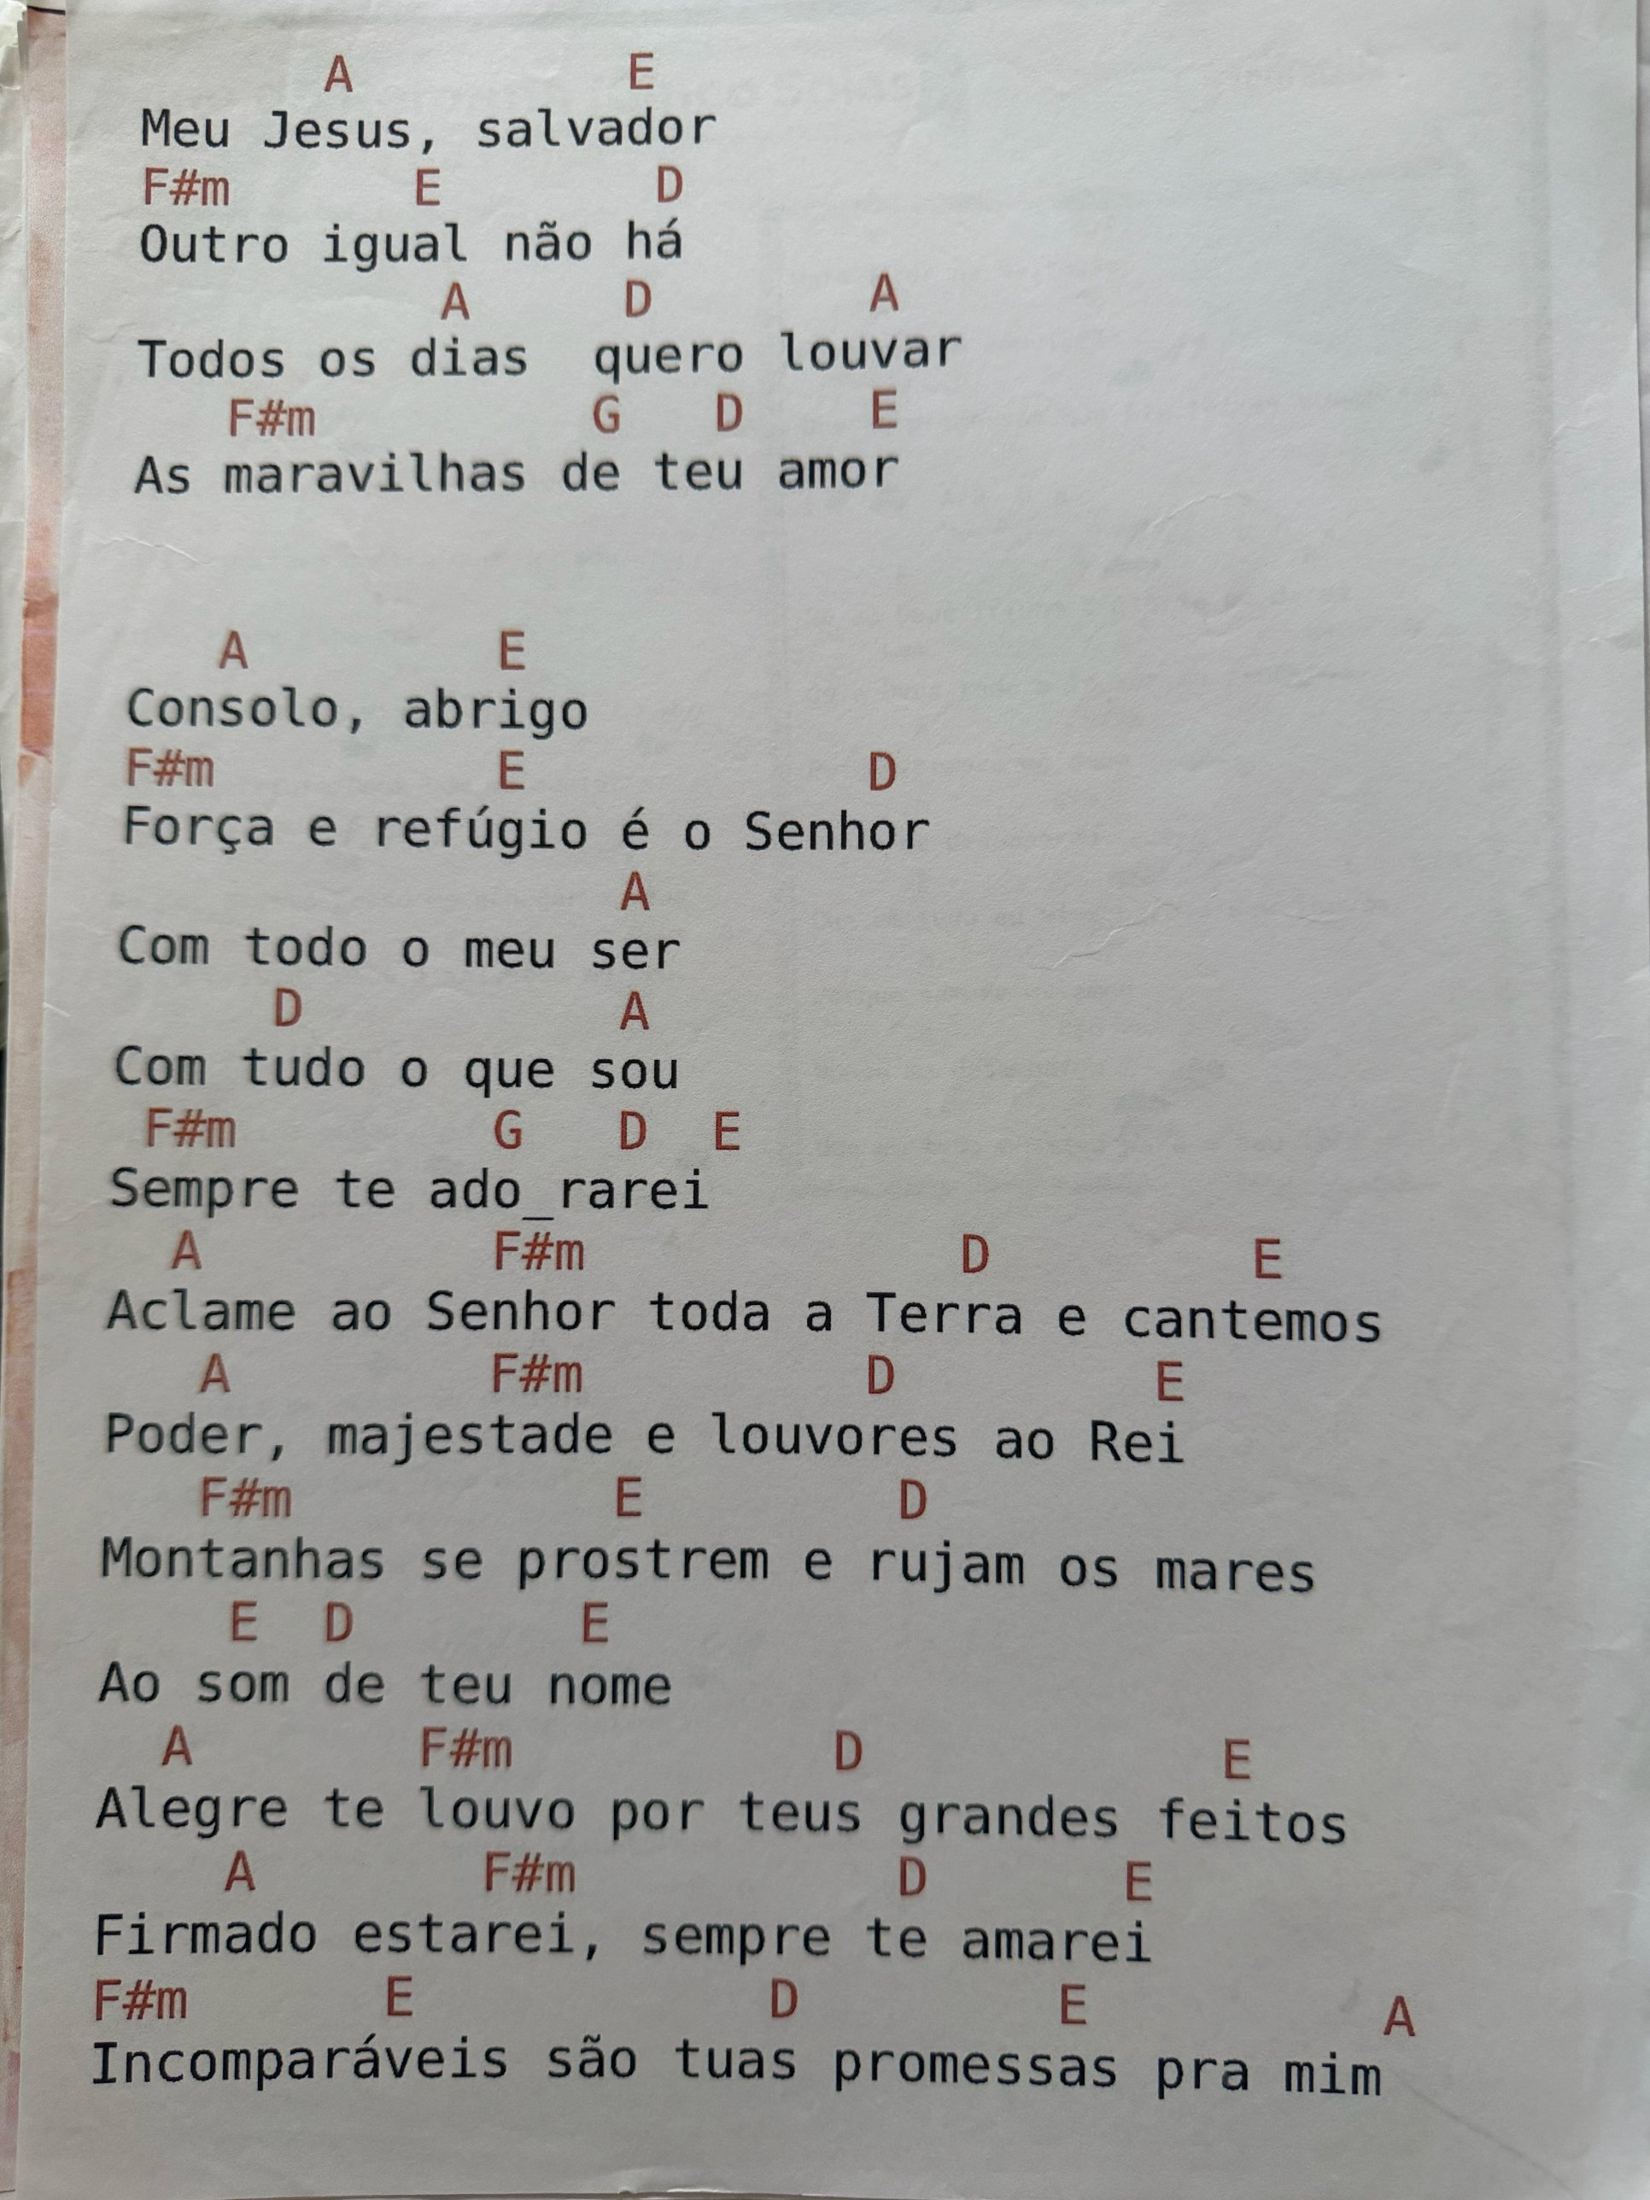 A E
Meu Jesus, salvador
F#m E D
Outro igual não há
A D A
Todos os dias quero louvar
F#m G D E
As maravilhas de teu amor
A E
Consolo, abrigo
F#m E D
Força e refúgio é o Senhor
A
Com todo o meu ser
D A
Com tudo o que sou
F#m G D E
Sempre te ado_rarei
A F#m D E
Aclame ao Senhor toda a Terra e cantemos
A F#m D E
Poder, majestade e louvores ao Rei
F#m E D
Montanhas se prostrem e rujam os mares
E D E
Ao som de teu nome
A F#m D E
Alegre te louvo por teus grandes feitos
A F#m D E
Firmado estarei, sempre te amarei
F#m E D E A
Incomparáveis são tuas promessas pra mim